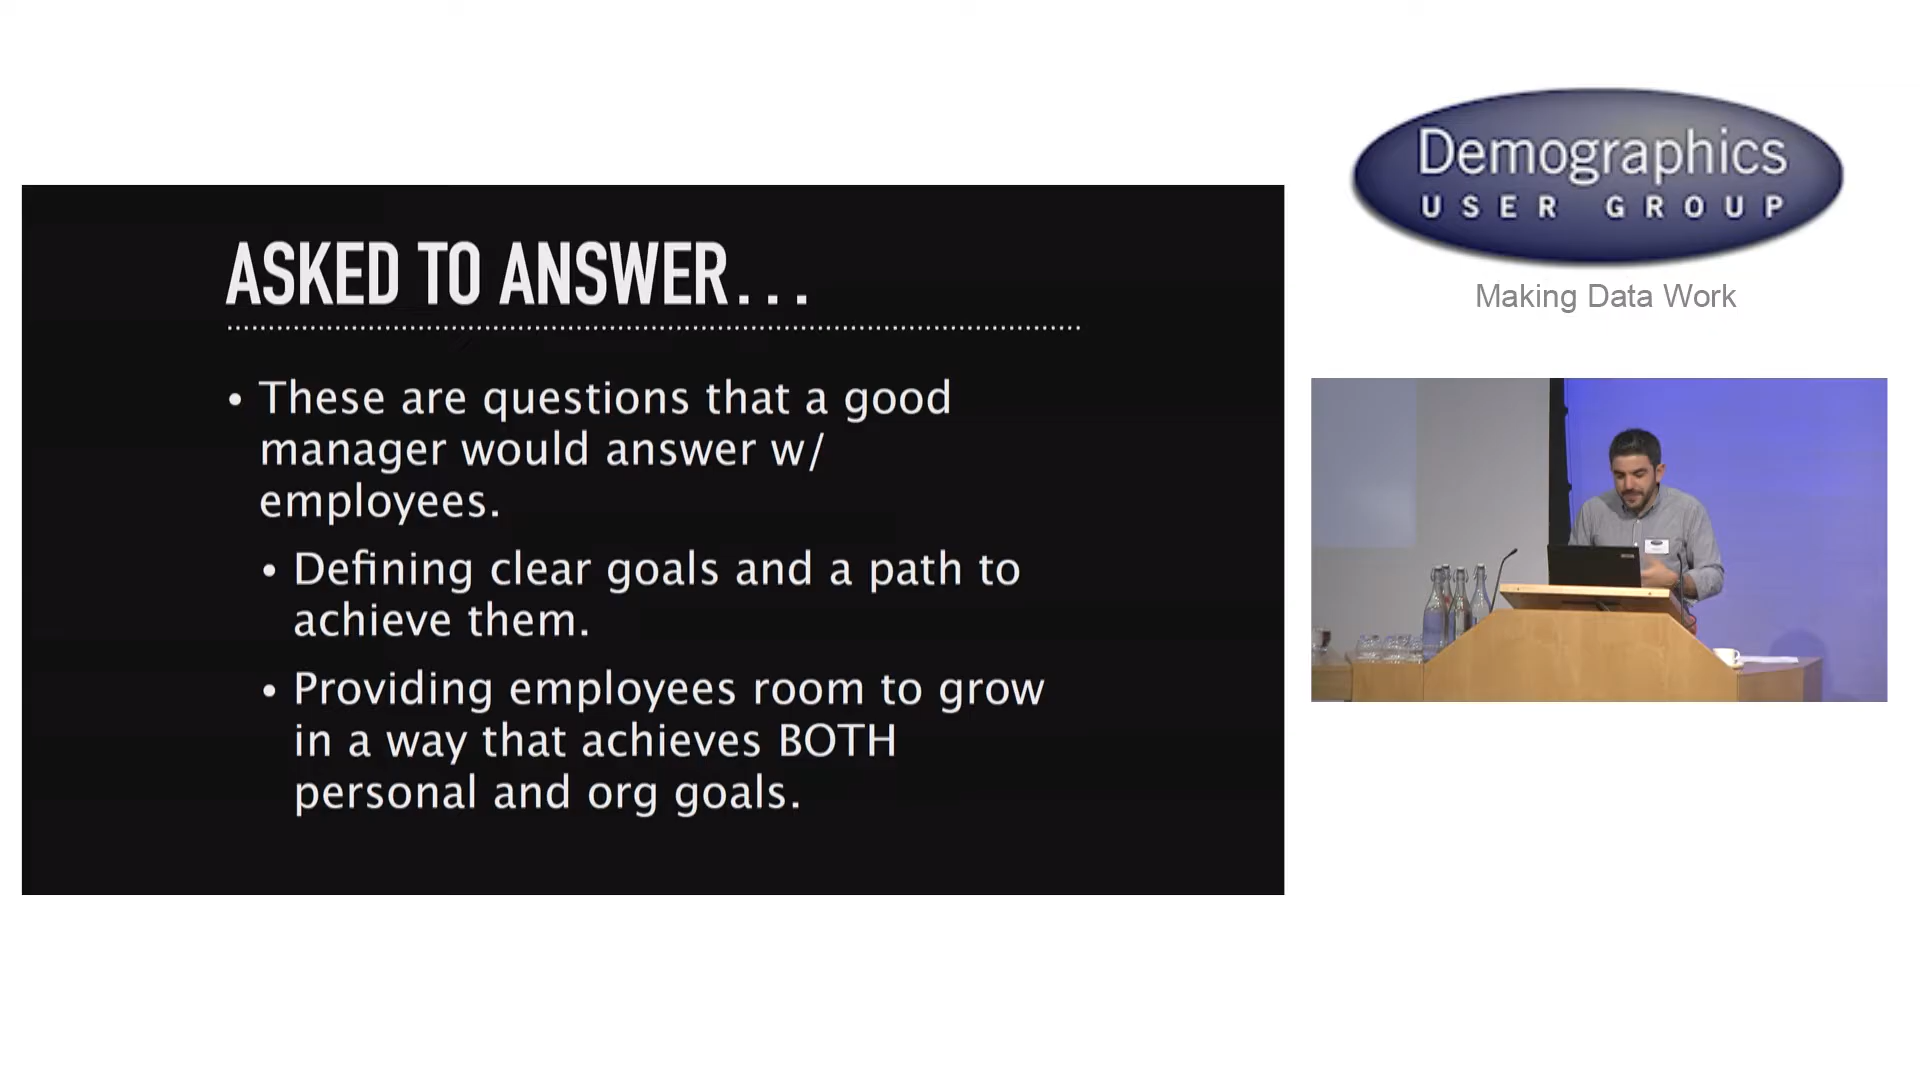 ASKED TO ANSWER...
• These are questions that a good
manager would answer w/
employees.
• Defining clear goals and a path to
achieve them.
• Providing employees room to grow
in a way that achieves BOTH
personal and org goals.
Demographics
USER GROUP
Making Data Work